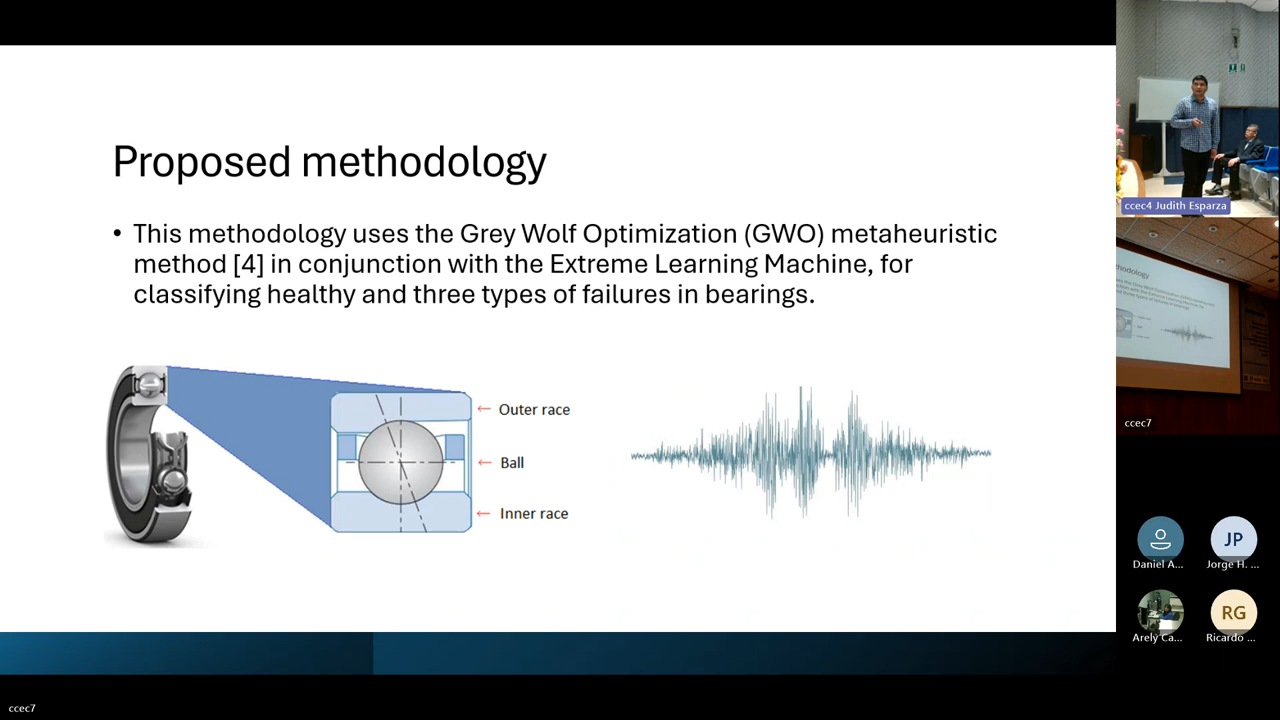 Proposed methodology
• This methodology uses the Grey Wolf Optimization (GWO) metaheuristic
method [4] in conjunction with the Extreme Learning Machine, for
classifying healthy and three types of failures in bearings.
← Outer race
← Ball
← Inner race
ccec4 Judith Esparza
ccec7
JP
Daniel A...
Jorge H. ...
RG
Arely Ca...
Ricardo ...
ccec7